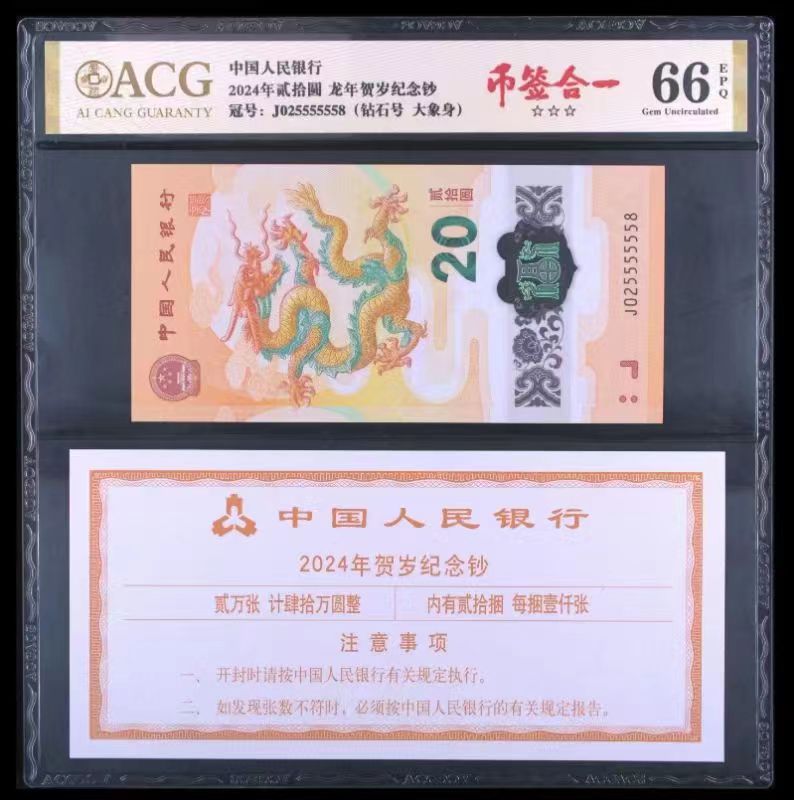 ACG
AI CANG GUARANTY
中国人民银行
2024年贰拾圆 龙年贺岁纪念钞
冠号：J025555558（钻石号 大象身）
币签合一
☆☆☆
66
EPQ
Gem Uncirculated
中国人民银行
贰拾圆
20
J025555558
中国人民银行
2024年贺岁纪念钞
贰万张 计肆拾万圆整
内有贰拾捆 每捆壹仟张
注意事项
一、 开封时请按中国人民银行有关规定执行。
二、 如发现张数不符时，必须按中国人民银行的有关规定报告。